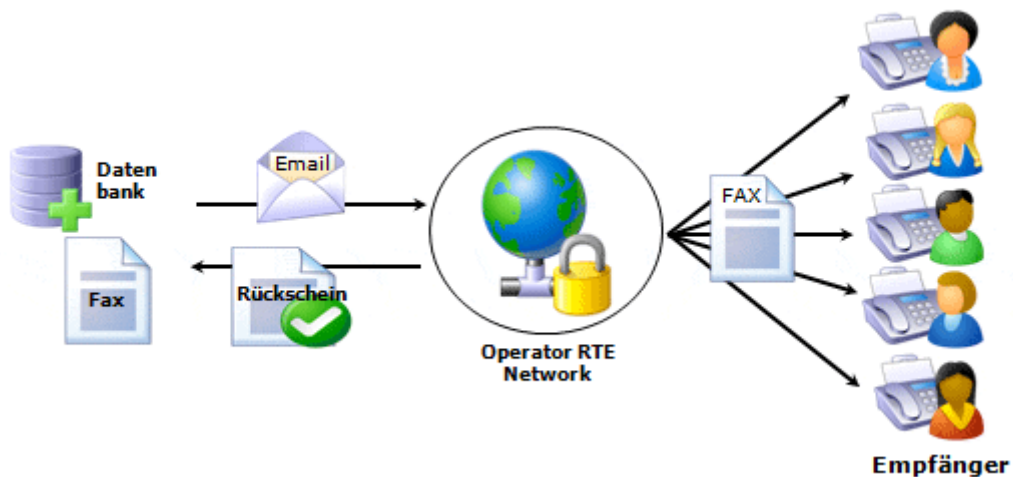 Daten
bank
Email
FAX
Fax
Rückschein
Operator RTE
Network
Empfänger